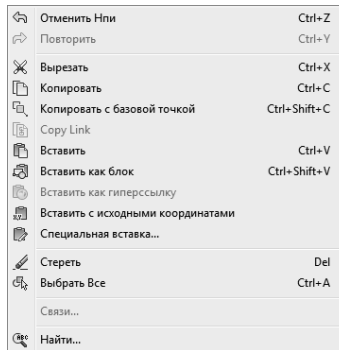 Отменить Нпи Ctrl+Z
Повторить Ctrl+Y
Вырезать Ctrl+X
Копировать Ctrl+C
Копировать с базовой точкой Ctrl+Shift+C
Copy Link
Вставить Ctrl+V
Вставить как блок Ctrl+Shift+V
Вставить как гиперссылку
Вставить с исходными координатами
Специальная вставка...
Стереть Del
Выбрать Все Ctrl+A
Связи...
Найти...